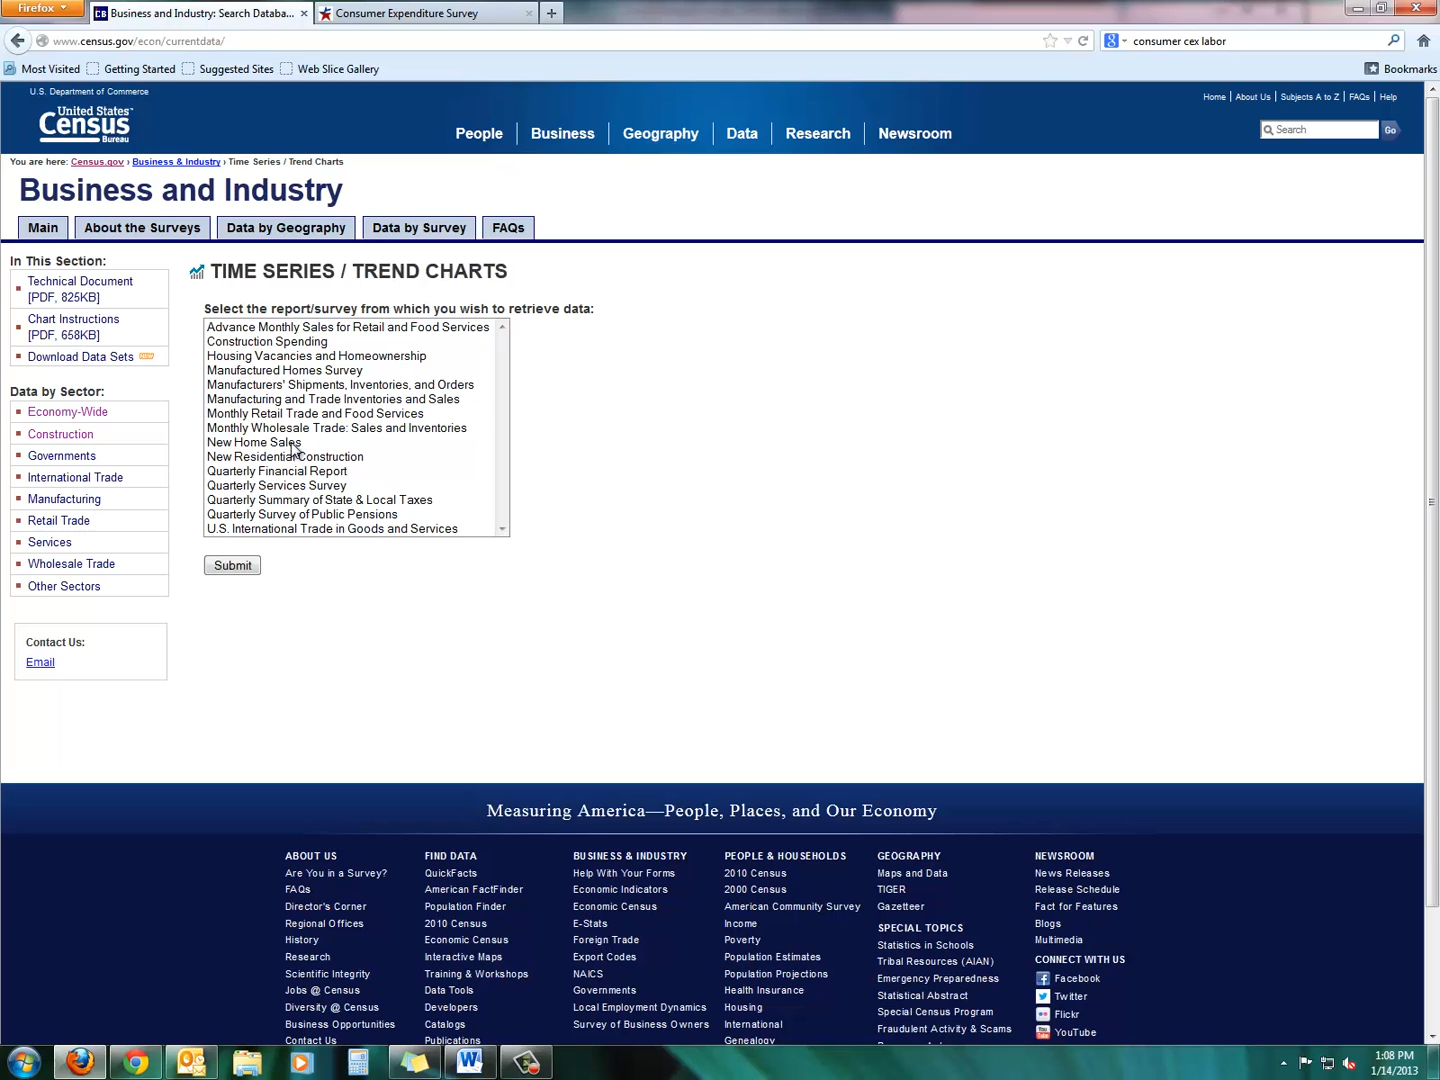 Firefox
Business and Industry: Search Databa...
Consumer Expenditure Survey
www.census.gov/econ/currentdata/
consumer cex labor
Most Visited
Getting Started
Suggested Sites
Web Slice Gallery
Bookmarks
U.S. Department of Commerce
United States
Census
Bureau
Home
About Us
Subjects A to Z
FAQs
Help
People
Business
Geography
Data
Research
Newsroom
Search
Go
You are here: Census.gov › Business & Industry › Time Series / Trend Charts
Business and Industry
Main
About the Surveys
Data by Geography
Data by Survey
FAQs
In This Section:
Technical Document
[PDF, 825KB]
Chart Instructions
[PDF, 658KB]
Download Data Sets NEW
Data by Sector:
Economy-Wide
Construction
Governments
International Trade
Manufacturing
Retail Trade
Services
Wholesale Trade
Other Sectors
Contact Us:
Email
TIME SERIES / TREND CHARTS
Select the report/survey from which you wish to retrieve data:
Advance Monthly Sales for Retail and Food Services
Construction Spending
Housing Vacancies and Homeownership
Manufactured Homes Survey
Manufacturers' Shipments, Inventories, and Orders
Manufacturing and Trade Inventories and Sales
Monthly Retail Trade and Food Services
Monthly Wholesale Trade: Sales and Inventories
New Home Sales
New Residential Construction
Quarterly Financial Report
Quarterly Services Survey
Quarterly Summary of State & Local Taxes
Quarterly Survey of Public Pensions
U.S. International Trade in Goods and Services
Submit
Measuring America—People, Places, and Our Economy
ABOUT US
Are You in a Survey?
FAQs
Director's Corner
Regional Offices
History
Research
Scientific Integrity
Jobs @ Census
Diversity @ Census
Business Opportunities
Contact Us
FIND DATA
QuickFacts
American FactFinder
Population Finder
2010 Census
Economic Census
Interactive Maps
Training & Workshops
Data Tools
Developers
Catalogs
Publications
BUSINESS & INDUSTRY
Help With Your Forms
Economic Indicators
Economic Census
E-Stats
Foreign Trade
Export Codes
NAICS
Governments
Local Employment Dynamics
Survey of Business Owners
PEOPLE & HOUSEHOLDS
2010 Census
2000 Census
American Community Survey
Income
Poverty
Population Estimates
Population Projections
Health Insurance
Housing
International
Genealogy
GEOGRAPHY
Maps and Data
TIGER
Gazetteer
SPECIAL TOPICS
Statistics in Schools
Tribal Resources (AIAN)
Emergency Preparedness
Statistical Abstract
Special Census Program
Fraudulent Activity & Scams
NEWSROOM
News Releases
Release Schedule
Fact for Features
Blogs
Multimedia
CONNECT WITH US
Facebook
Twitter
Flickr
YouTube
1:08 PM
1/14/2013